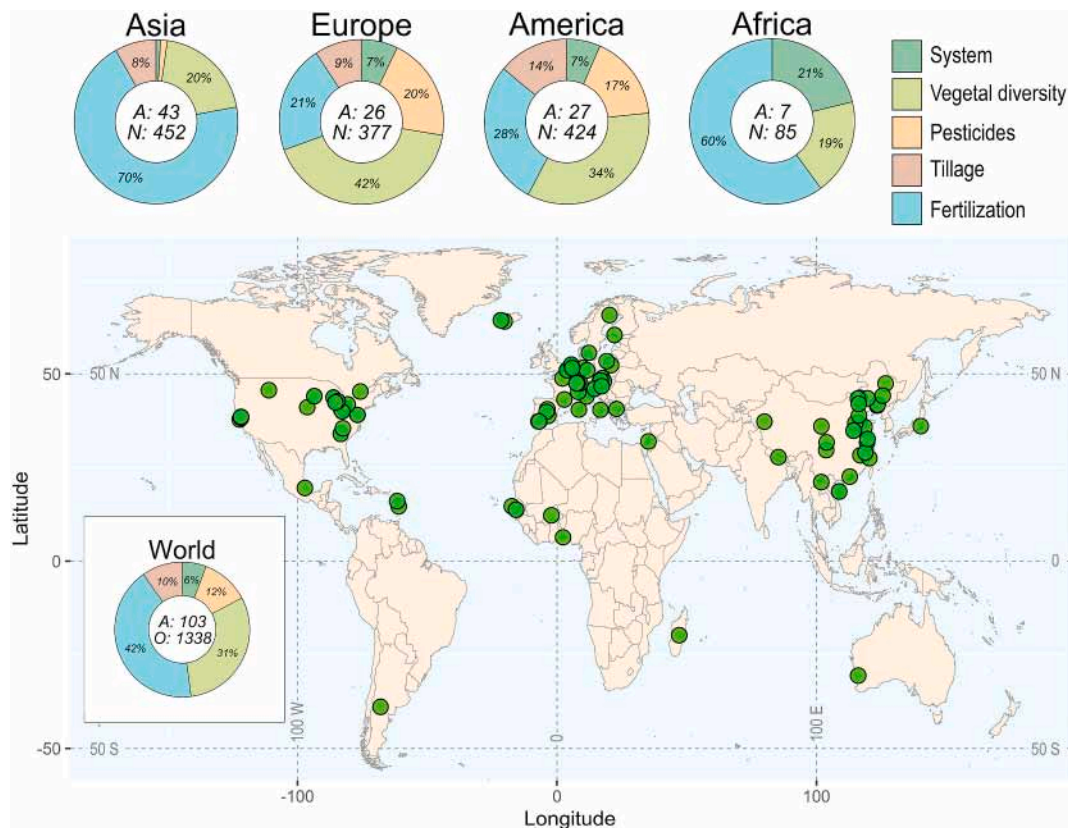 Asia
Europe
America
Africa
8%
20%
A: 43
N: 452
70%
9%
7%
20%
21%
A: 26
N: 377
42%
14%
7%
17%
28%
A: 27
N: 424
34%
21%
60%
A: 7
N: 85
19%
System
Vegetal diversity
Pesticides
Tillage
Fertilization
50
50 N
50 N
Latitude
0
0
World
10%
6%
12%
A: 103
O: 1338
42%
31%
100 W
0
100 E
-50
50 S
50 S
-100
0
100
Longitude